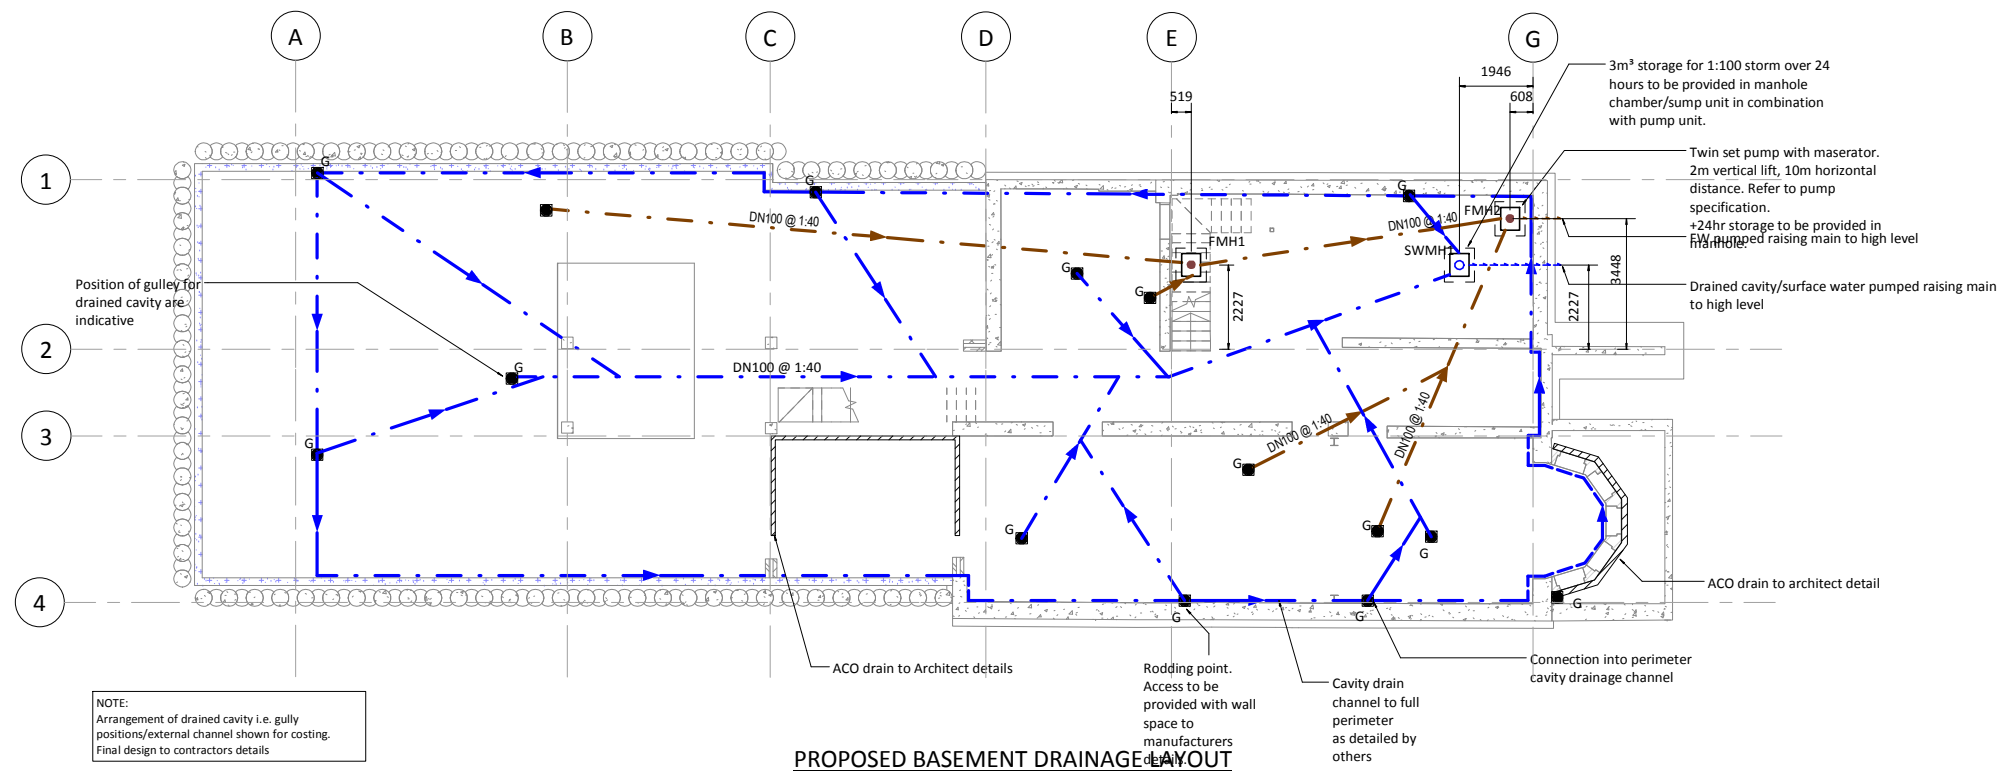 A
B
C
D
E
G
1
2
3
4
1946
519
608
3m³ storage for 1:100 storm over 24
hours to be provided in manhole
chamber/sump unit in combination
with pump unit.
Twin set pump with maserator.
2m vertical lift, 10m horizontal
distance. Refer to pump
specification.
+24hr storage to be provided in
manhole.
FW pumped raising main to high level
Drained cavity/surface water pumped raising main
to high level
G
G
G
DN100 @ 1:40
DN100 @ 1:40
FMH2
FMH1
SWMH1
3448
2227
2227
G
G
Position of gulley for
drained cavity are
indicative
G
DN100 @ 1:40
G
DN100 @ 1:40
DN100 @ 1:40
G
G
G
G
G
G
G
ACO drain to architect detail
ACO drain to Architect details
Rodding point.
Access to be
provided with wall
space to
manufacturers
details.
Cavity drain
channel to full
perimeter
as detailed by
others
Connection into perimeter
cavity drainage channel
NOTE:
Arrangement of drained cavity i.e. gully
positions/external channel shown for costing.
Final design to contractors details
PROPOSED BASEMENT DRAINAGE LAYOUT